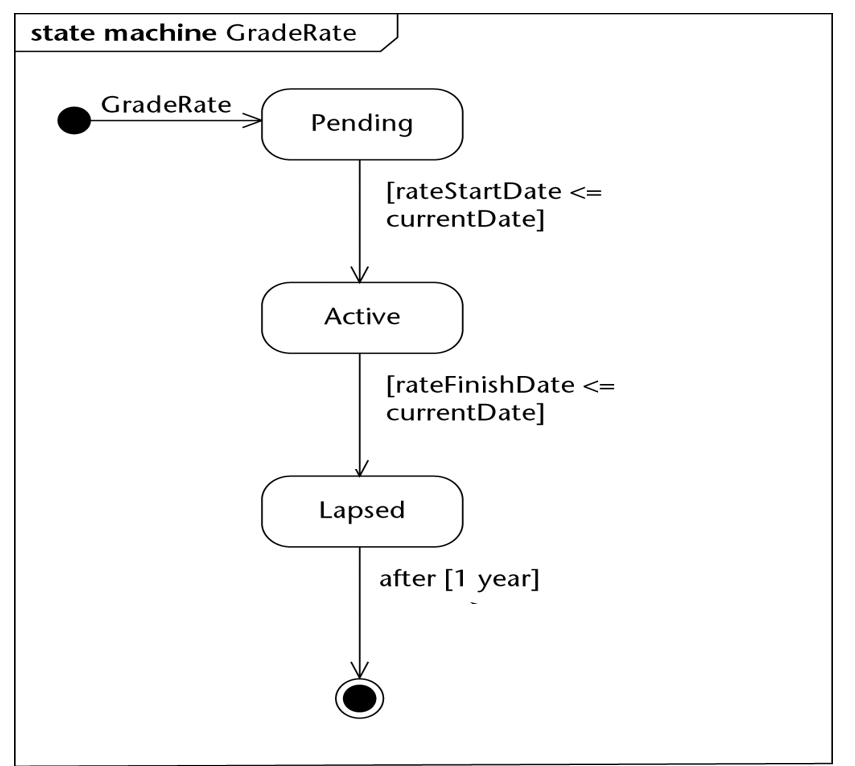 state machine GradeRate
GradeRate
Pending
[rateStartDate <=
currentDate]
Active
[rateFinishDate <=
currentDate]
Lapsed
after [1 year]